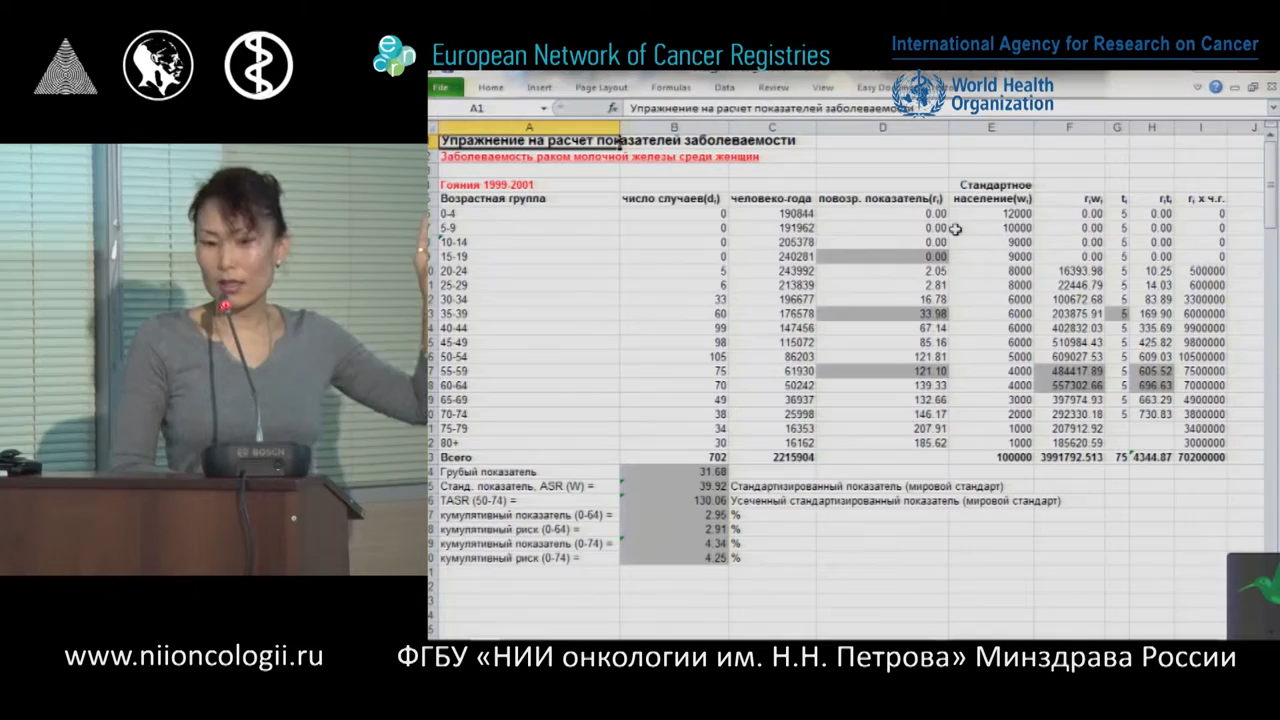 European Network of Cancer Registries
International Agency for Research on Cancer
World Health
Organization
File Home Insert Page Layout Formulas Data Review View
A1 fx Упражнение на расчет показателей заболеваемости
A B C D E F G H I J
Упражнение на расчет показателей заболеваемости
Заболеваемость раком молочной железы среди женщин
Гояния 1999-2001 Стандартное
Возрастная группа число случаев(dᵢ) человеко-года повозр. показатель(rᵢ) население(wᵢ) rᵢwᵢ tᵢ rᵢtᵢ rᵢ x ч.г.
0-4 0 190844 0.00 12000 0.00 5 0.00 0
5-9 0 191962 0.00 10000 0.00 5 0.00 0
10-14 0 205378 0.00 9000 0.00 5 0.00 0
15-19 0 240281 0.00 9000 0.00 5 0.00 0
20-24 5 243992 2.05 8000 16393.98 5 10.25 500000
25-29 6 213839 2.81 8000 22446.79 5 14.03 600000
30-34 33 196677 16.78 6000 100672.68 5 83.89 3300000
35-39 60 176578 33.98 6000 203875.91 5 169.90 6000000
40-44 99 147456 67.14 6000 402832.03 5 335.69 9900000
45-49 98 115072 85.16 6000 510984.43 5 425.82 9800000
50-54 105 86203 121.81 5000 609027.53 5 609.03 10500000
55-59 75 61930 121.10 4000 484417.89 5 605.52 7500000
60-64 70 50242 139.33 4000 557302.66 5 696.63 7000000
65-69 49 36937 132.66 3000 397974.93 5 663.29 4900000
70-74 38 25998 146.17 2000 292330.18 5 730.83 3800000
75-79 34 16353 207.91 1000 207912.92 3400000
80+ 30 16162 185.62 1000 185620.59 3000000
Всего 702 2215904 100000 3991792.513 75 4344.87 70200000
Грубый показатель 31.68
Станд. показатель, ASR (W) = 39.92 Стандартизированный показатель (мировой стандарт)
TASR (50-74) = 130.06 Усеченный стандартизированный показатель (мировой стандарт)
кумулятивный показатель (0-64) = 2.95 %
кумулятивный риск (0-64) = 2.91 %
кумулятивный показатель (0-74) = 4.34 %
кумулятивный риск (0-74) = 4.25 %
BOSCH
www.niioncologii.ru ФГБУ «НИИ онкологии им. Н.Н. Петрова» Минздрава России